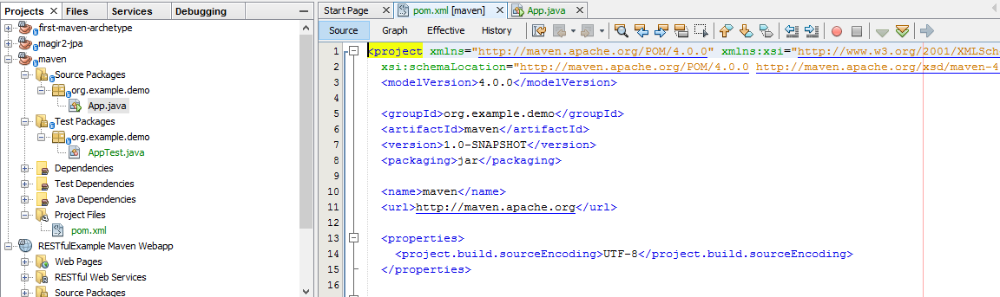 Projects Files Services Debugging
first-maven-archetype
magir2-jpa
maven
Source Packages
org.example.demo
App.java
Test Packages
org.example.demo
AppTest.java
Dependencies
Test Dependencies
Java Dependencies
Project Files
pom.xml
RESTfulExample Maven Webapp
Web Pages
RESTful Web Services
Source Packages
Start Page pom.xml [maven] App.java
Source Graph Effective History
1 <project xmlns="http://maven.apache.org/POM/4.0.0" xmlns:xsi="http://www.w3.org/2001/XMLSch
2 xsi:schemaLocation="http://maven.apache.org/POM/4.0.0 http://maven.apache.org/xsd/maven-4
3 <modelVersion>4.0.0</modelVersion>
4
5 <groupId>org.example.demo</groupId>
6 <artifactId>maven</artifactId>
7 <version>1.0-SNAPSHOT</version>
8 <packaging>jar</packaging>
9
10 <name>maven</name>
11 <url>http://maven.apache.org</url>
12
13 <properties>
14 <project.build.sourceEncoding>UTF-8</project.build.sourceEncoding>
15 </properties>
16